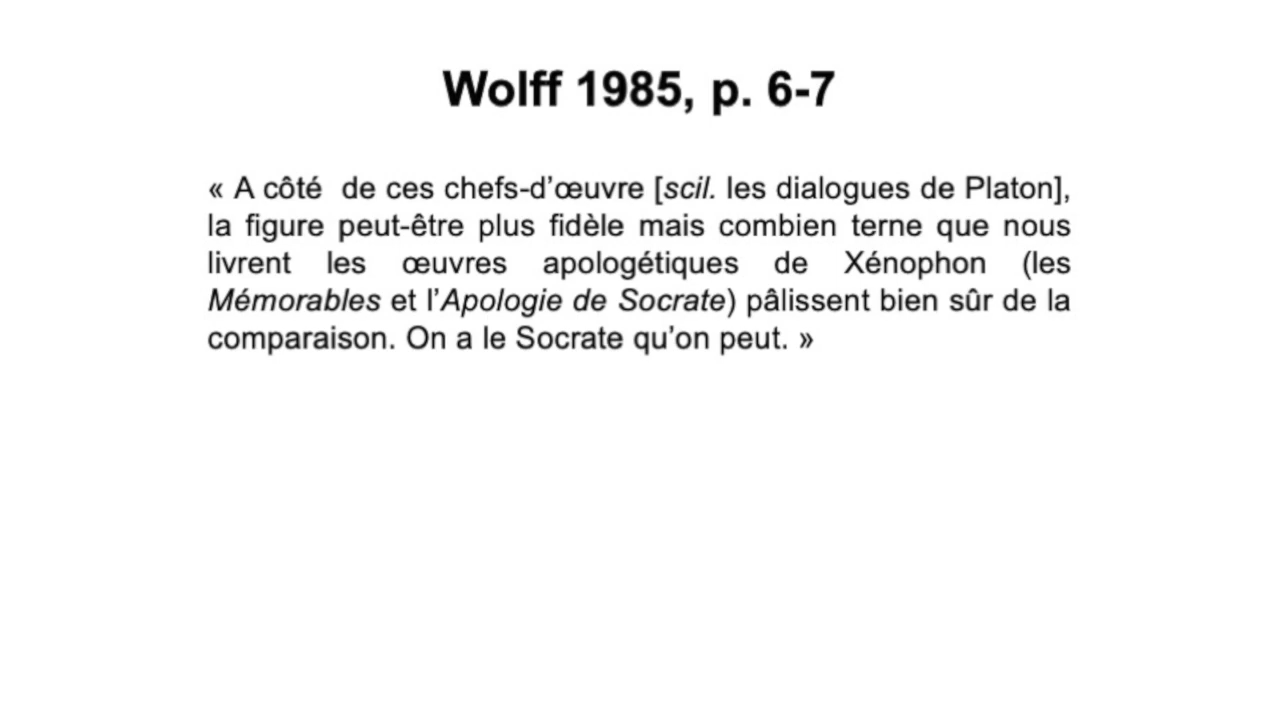 Wolff 1985, p. 6-7
« A côté  de ces chefs-d’œuvre [scil. les dialogues de Platon],
la figure peut-être plus fidèle mais combien terne que nous
livrent les œuvres apologétiques de Xénophon (les
Mémorables et l’Apologie de Socrate) pâlissent bien sûr de la
comparaison. On a le Socrate qu’on peut. »